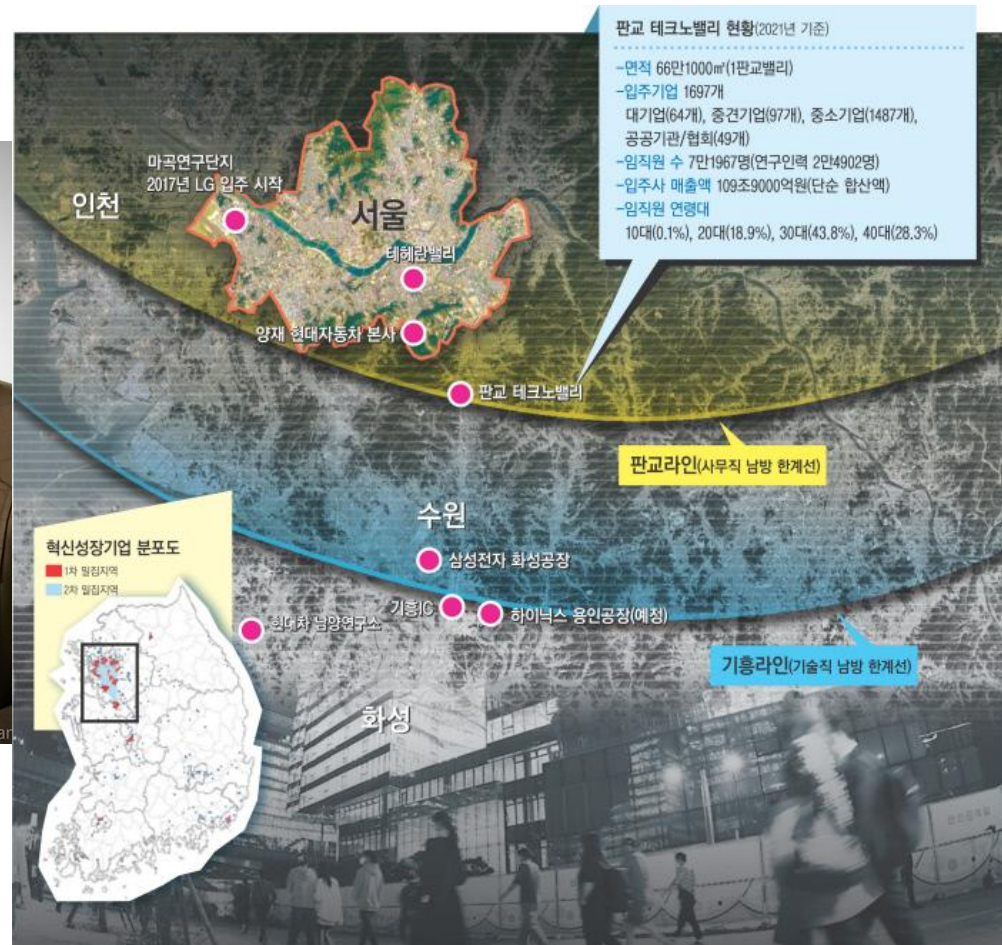 판교 테크노밸리 현황(2021년 기준)
-면적 66만1000㎡(1판교밸리)
-입주기업 1697개
대기업(64개), 중견기업(97개), 중소기업(1487개),
공공기관/협회(49개)
-임직원 수 7만1967명(연구인력 2만4902명)
-입주사 매출액 109조9000억원(단순 합산액)
-임직원 연령대
10대(0.1%), 20대(18.9%), 30대(43.8%), 40대(28.3%)
마곡연구단지
2017년 LG 입주 시작
인천
서울
테헤란밸리
양재 현대자동차 본사
판교 테크노밸리
판교라인(사무직 남방 한계선)
수원
삼성전자 화성공장
기흥IC
하이닉스 용인공장(예정)
현대차 남양연구소
기흥라인(기술직 남방 한계선)
화성
혁신성장기업 분포도
1차 밀집지역
2차 밀집지역